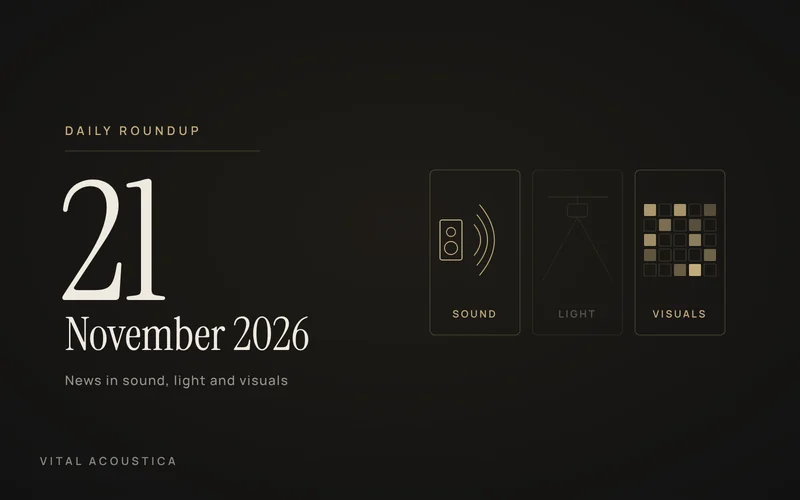 DAILY ROUNDUP
21
November 2026
News in sound, light and visuals
SOUND
LIGHT
VISUALS
VITAL ACOUSTICA